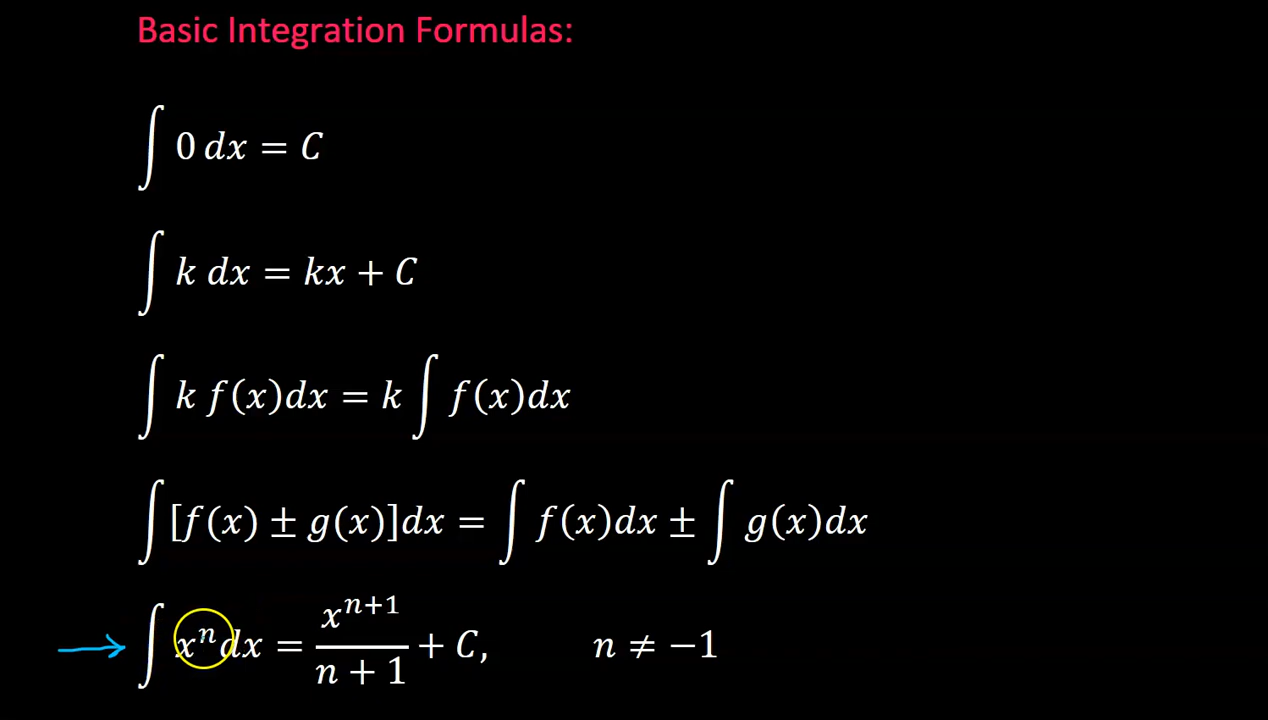 Basic Integration Formulas:
∫ 0 dx = C
∫ k dx = kx + C
∫ k f(x)dx = k ∫ f(x)dx
∫ [f(x) ± g(x)]dx = ∫ f(x)dx ± ∫ g(x)dx
∫ xⁿdx = xⁿ⁺¹/(n + 1) + C, n ≠ −1